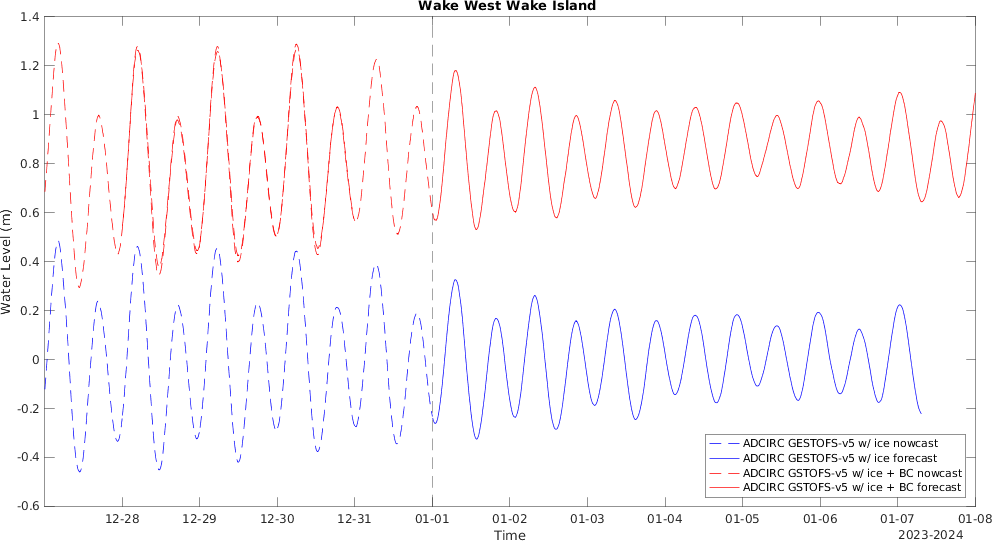 Wake West Wake Island
1.4
1.2
1
0.8
0.6
0.4
0.2
0
-0.2
-0.4
-0.6
Water Level (m)
ADCIRC GESTOFS-v5 w/ ice nowcast
ADCIRC GESTOFS-v5 w/ ice forecast
ADCIRC GSTOFS-v5 w/ ice + BC nowcast
ADCIRC GSTOFS-v5 w/ ice + BC forecast
12-28 12-29 12-30 12-31 01-01 01-02 01-03 01-04 01-05 01-06 01-07 01-08
Time
2023-2024